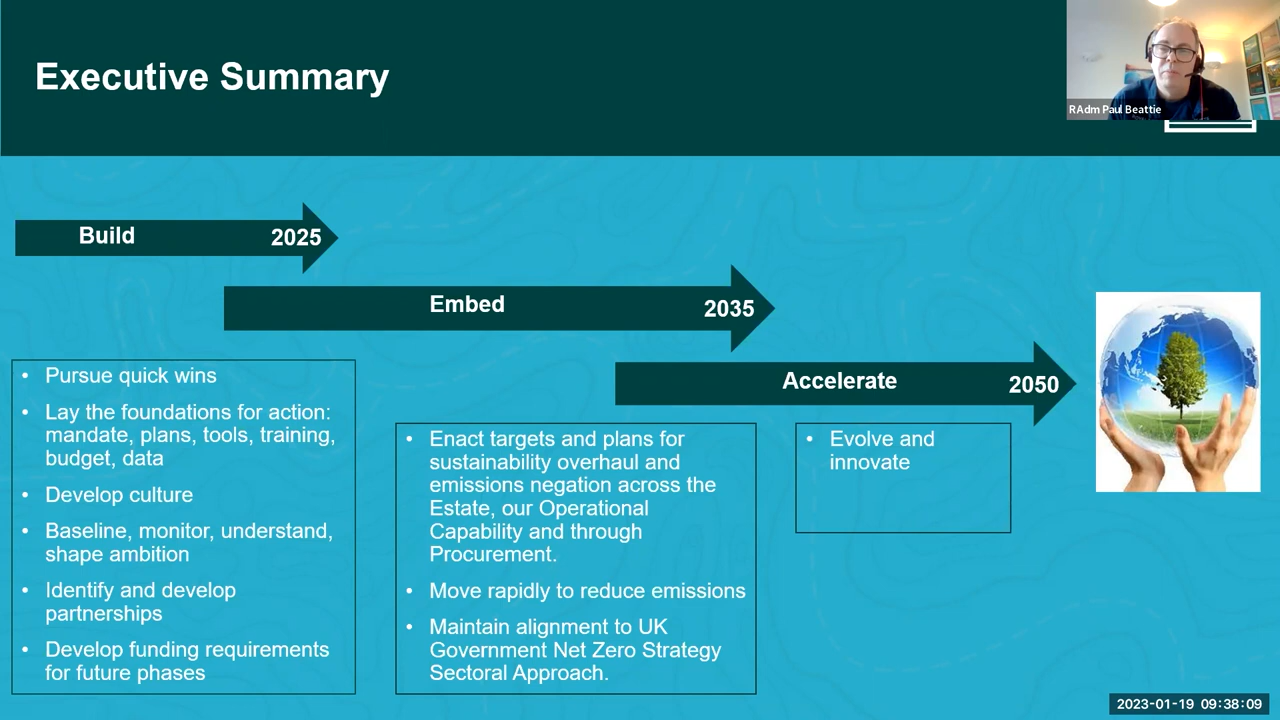 Executive Summary
RAdm Paul Beattie
Build
2025
Embed
2035
Accelerate
2050
• Pursue quick wins
• Lay the foundations for action:
mandate, plans, tools, training,
budget, data
• Develop culture
• Baseline, monitor, understand,
shape ambition
• Identify and develop
partnerships
• Develop funding requirements
for future phases
• Enact targets and plans for
sustainability overhaul and
emissions negation across the
Estate, our Operational
Capability and through
Procurement.
• Move rapidly to reduce emissions
• Maintain alignment to UK
Government Net Zero Strategy
Sectoral Approach.
• Evolve and
innovate
2023-01-19 09:38:09